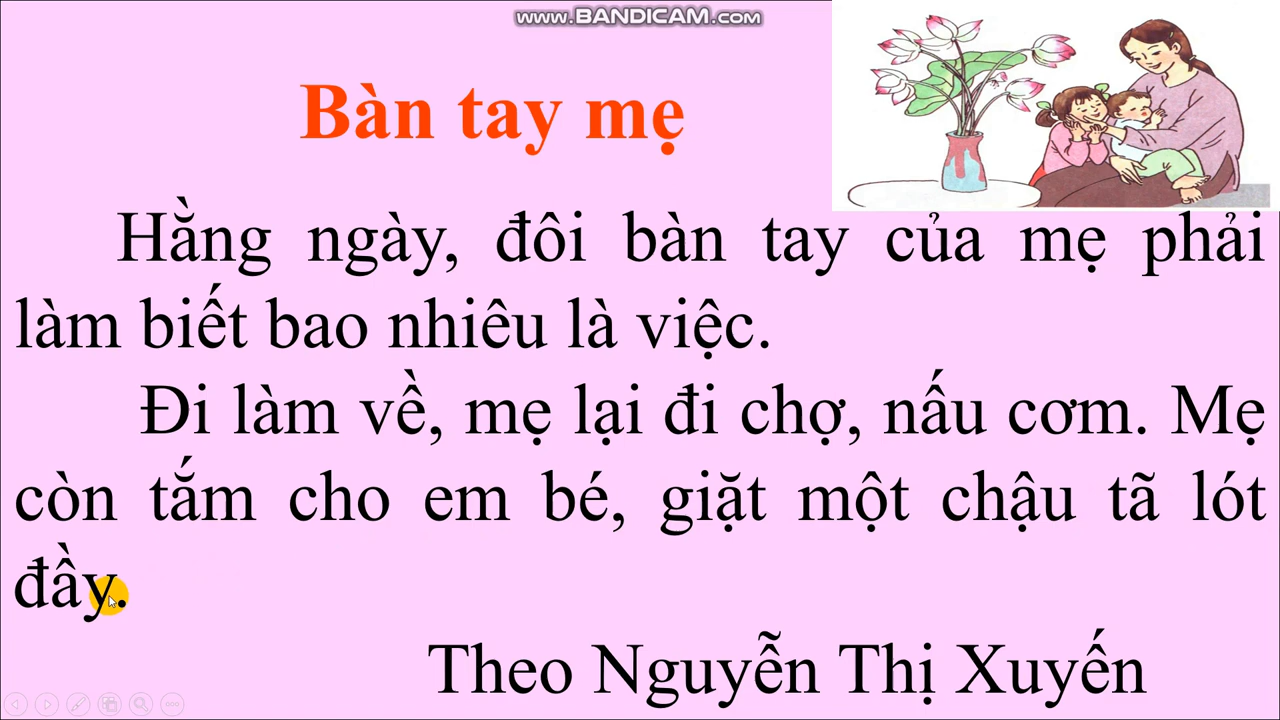 www.BANDICAM.com
Bàn tay mẹ
Hằng ngày, đôi bàn tay của mẹ phải
làm biết bao nhiêu là việc.
Đi làm về, mẹ lại đi chợ, nấu cơm. Mẹ
còn tắm cho em bé, giặt một chậu tã lót
đầy.
Theo Nguyễn Thị Xuyến